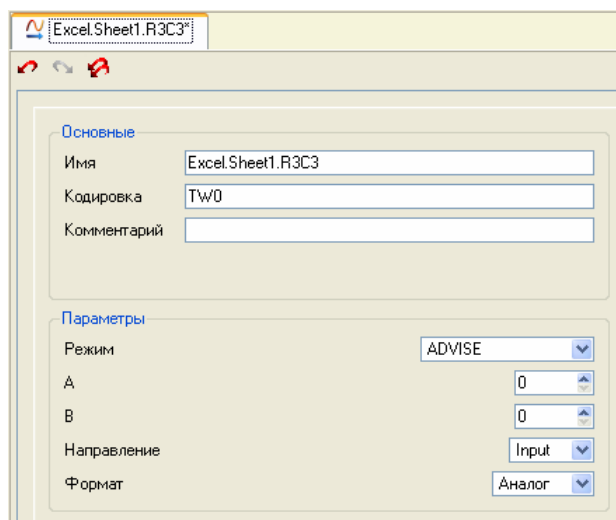 Excel.Sheet1.R3C3*
Основные
Имя Excel.Sheet1.R3C3
Кодировка TW0
Комментарий
Параметры
Режим ADVISE
A 0
B 0
Направление Input
Формат Аналог